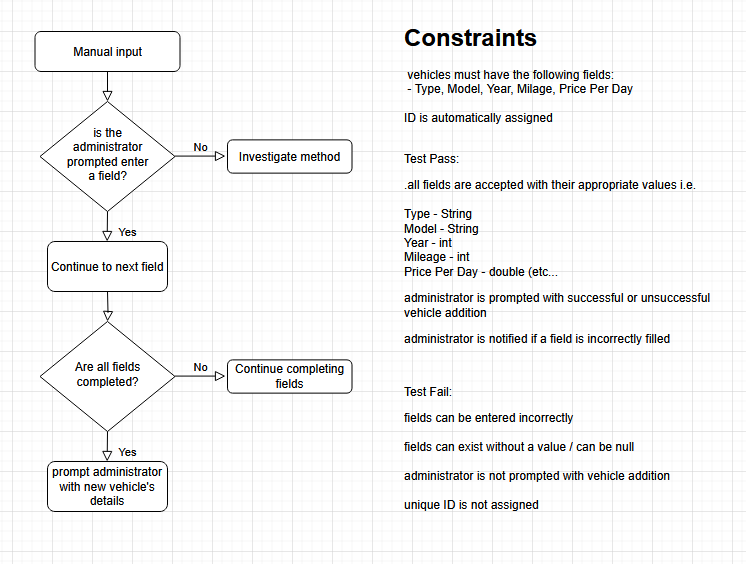 Manual input
is the
administrator
prompted enter
a field?
No
Investigate method
Yes
Continue to next field
Are all fields
completed?
No
Continue completing
fields
Yes
prompt administrator
with new vehicle's
details
Constraints
vehicles must have the following fields:
- Type, Model, Year, Milage, Price Per Day
ID is automatically assigned
Test Pass:
.all fields are accepted with their appropriate values i.e.
Type - String
Model - String
Year - int
Mileage - int
Price Per Day - double (etc...
administrator is prompted with successful or unsuccessful
vehicle addition
administrator is notified if a field is incorrectly filled
Test Fail:
fields can be entered incorrectly
fields can exist without a value / can be null
administrator is not prompted with vehicle addition
unique ID is not assigned